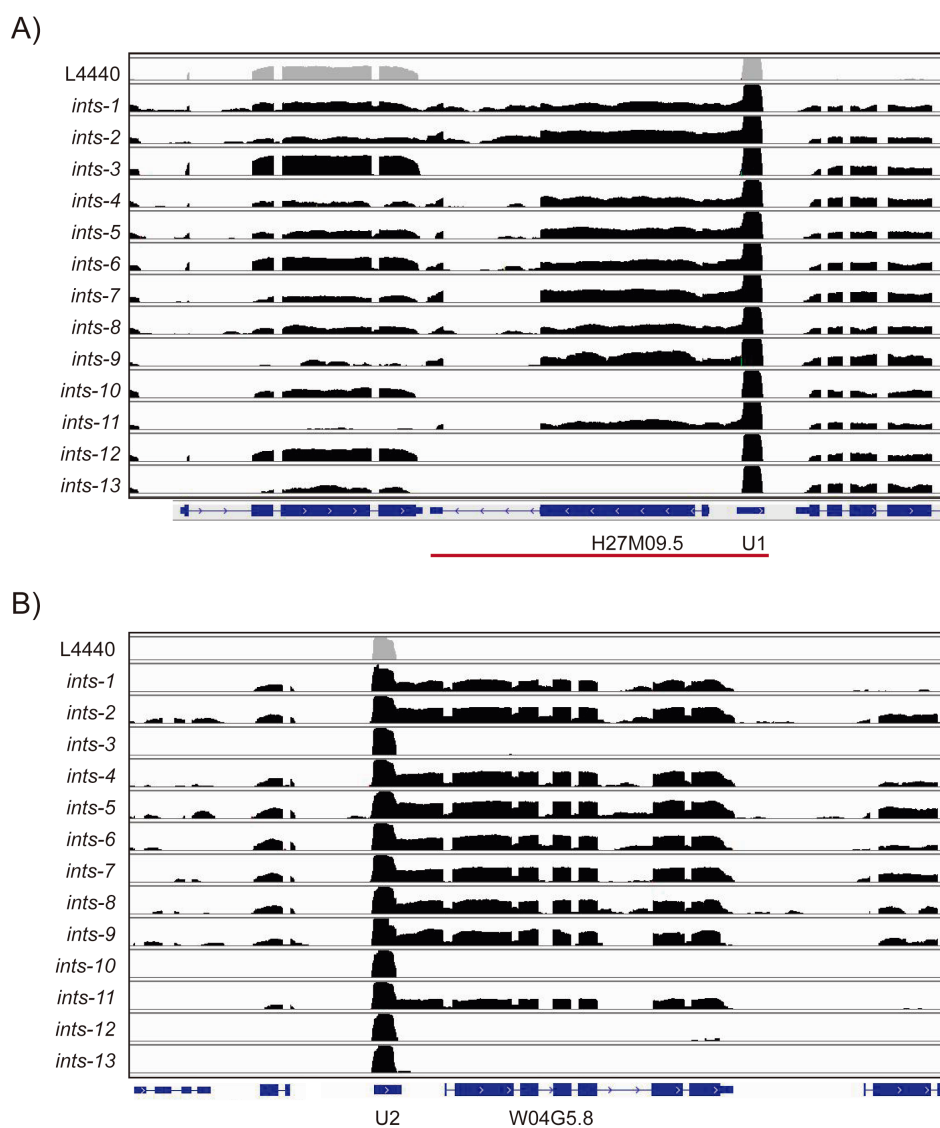 A)
L4440
ints-1
ints-2
ints-3
ints-4
ints-5
ints-6
ints-7
ints-8
ints-9
ints-10
ints-11
ints-12
ints-13
H27M09.5 U1
B)
L4440
ints-1
ints-2
ints-3
ints-4
ints-5
ints-6
ints-7
ints-8
ints-9
ints-10
ints-11
ints-12
ints-13
U2 W04G5.8